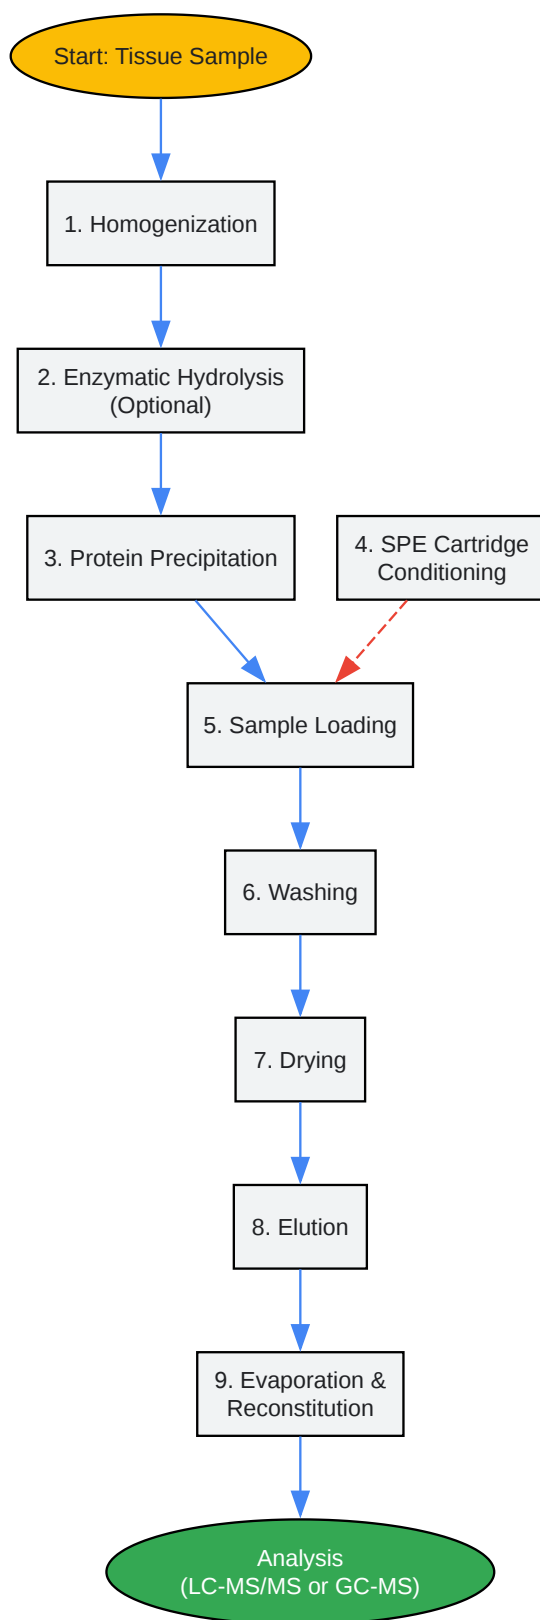 Start: Tissue Sample
1. Homogenization
2. Enzymatic Hydrolysis
(Optional)
3. Protein Precipitation
4. SPE Cartridge
Conditioning
5. Sample Loading
6. Washing
7. Drying
8. Elution
9. Evaporation &
Reconstitution
Analysis
(LC-MS/MS or GC-MS)